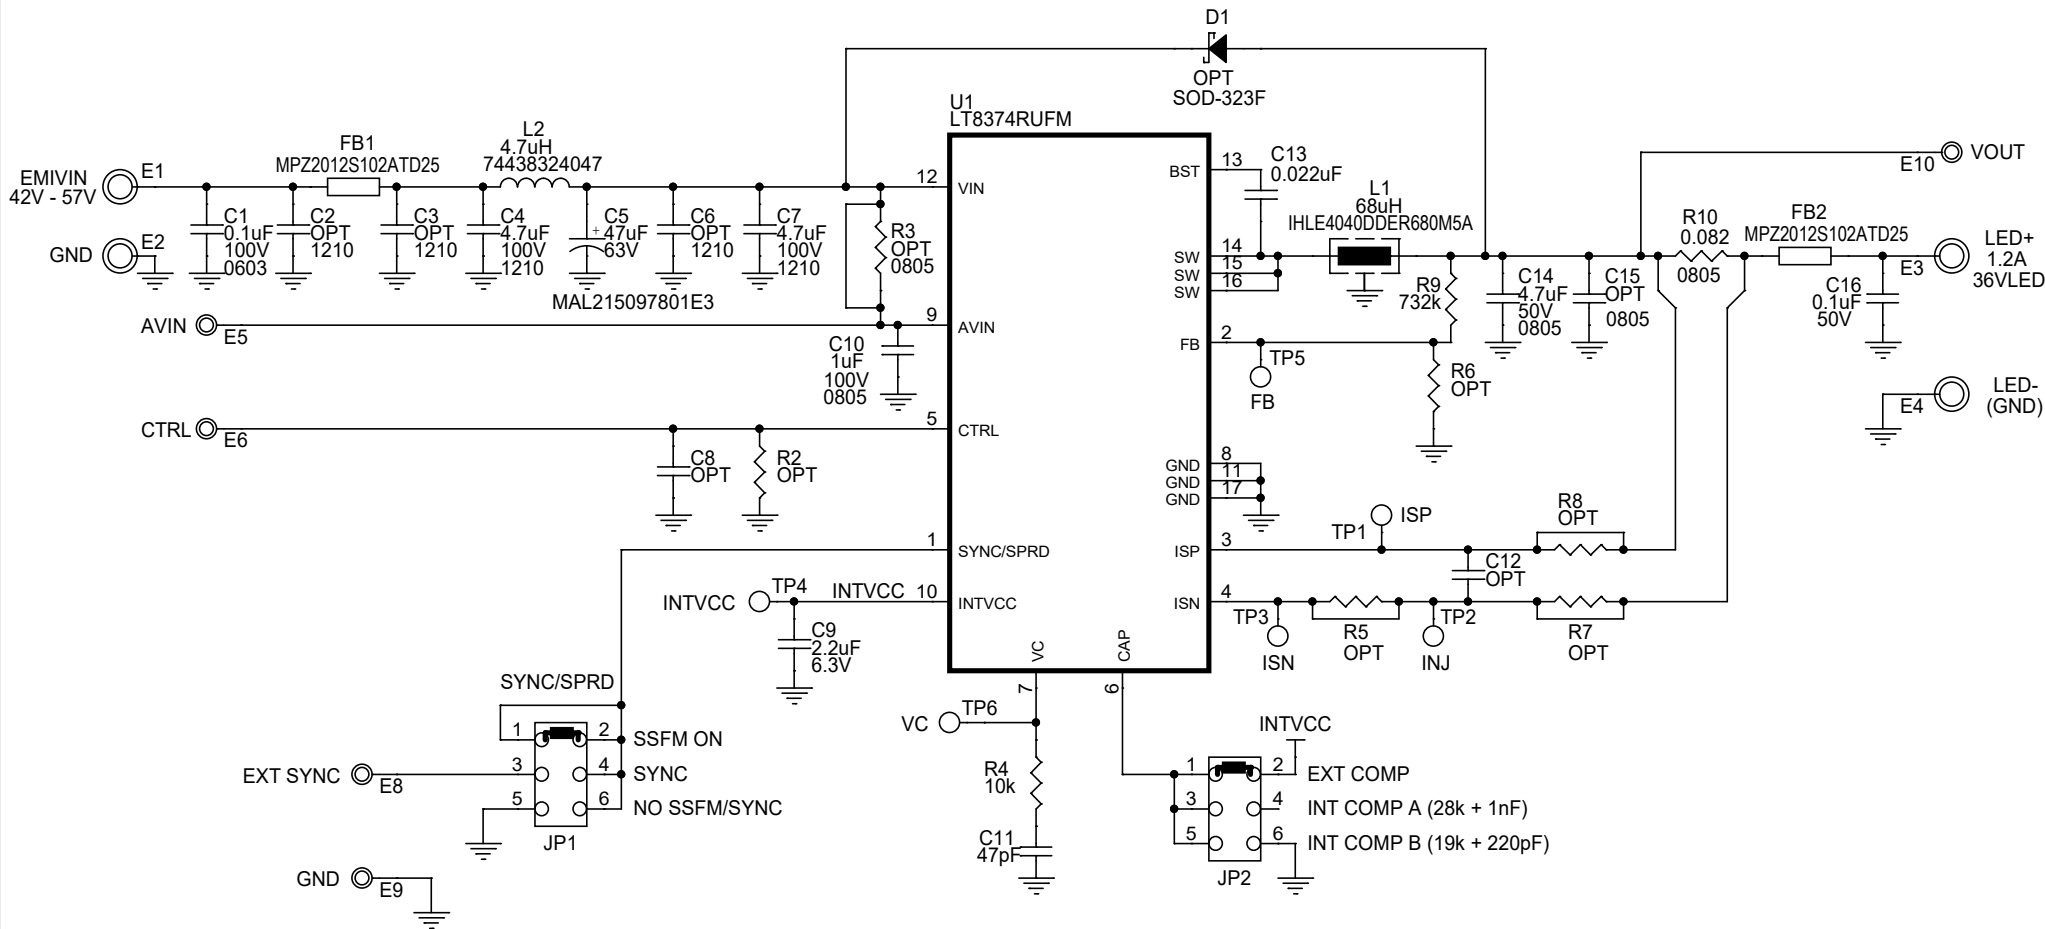 D1
OPT
SOD-323F
U1
LT8374RUFM
EMIVIN
42V - 57V
E1
FB1
MPZ2012S102ATD25
L2
4.7uH
74438324047
C1
0.1uF
100V
0603
C2
OPT
1210
C3
OPT
1210
C4
4.7uF
100V
1210
C5
+
47uF
63V
MAL215097801E3
C6
OPT
1210
C7
4.7uF
100V
1210
R3
OPT
0805
GND
E2
AVIN
E5
C10
1uF
100V
0805
CTRL
E6
C8
OPT
R2
OPT
12
VIN
9
AVIN
5
CTRL
1
SYNC/SPRD
10
INTVCC
INTVCC
INTVCC
TP4
C9
2.2uF
6.3V
SYNC/SPRD
1
2
SSFM ON
3
4
SYNC
5
6
NO SSFM/SYNC
JP1
EXT SYNC
E8
GND
E9
VC
7
VC
TP6
R4
10k
C11
47pF
CAP
6
INTVCC
1
2
EXT COMP
3
4
INT COMP A (28k + 1nF)
5
6
INT COMP B (19k + 220pF)
JP2
BST
13
C13
0.022uF
SW
14
SW
15
SW
16
L1
68uH
IHLE4040DDER680M5A
FB
2
TP5
FB
R9
732k
R6
OPT
C14
4.7uF
50V
0805
C15
OPT
0805
VOUT
E10
R10
0.082
0805
FB2
MPZ2012S102ATD25
C16
0.1uF
50V
E3
LED+
1.2A
36VLED
E4
LED-
(GND)
GND
8
GND
11
GND
17
ISP
3
TP1
ISP
R8
OPT
C12
OPT
ISN
4
TP3
ISN
R5
OPT
TP2
INJ
R7
OPT